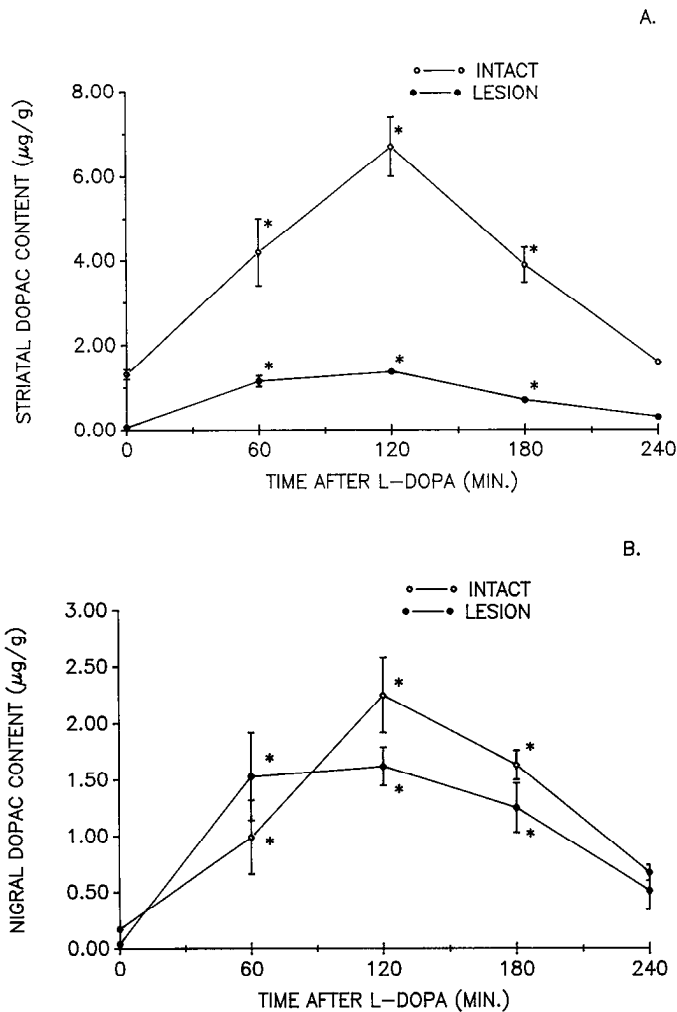 A.
INTACT
LESION
STRIATAL DOPAC CONTENT (µg/g)
8.00
6.00
4.00
2.00
0.00
* * * * * *
0 60 120 180 240
TIME AFTER L-DOPA (MIN.)
B.
INTACT
LESION
NIGRAL DOPAC CONTENT (µg/g)
3.00
2.50
2.00
1.50
1.00
0.50
0.00
* * * * * *
0 60 120 180 240
TIME AFTER L-DOPA (MIN.)